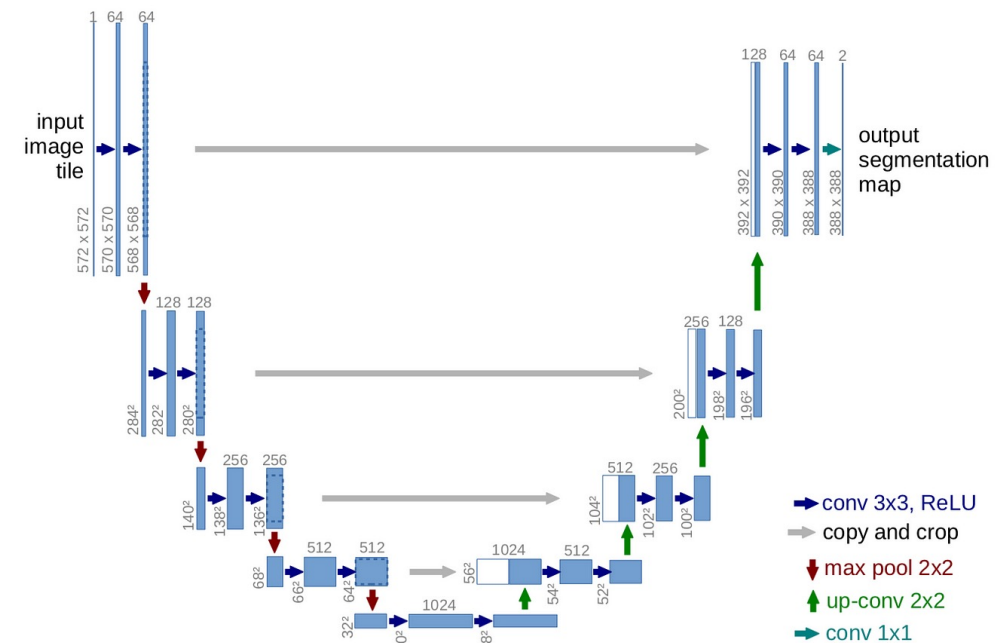 1 64 64
input
image
tile
572 x 572
570 x 570
568 x 568
128 64 64 2
output
segmentation
map
392 x 392
390 x 390
388 x 388
388 x 388
128 128
284²
282²
280²
256 128
200²
198²
196²
256 256
140²
138²
136²
512 256
104²
102²
100²
512 512
68²
66²
64²
1024 512
56²
54²
52²
1024
32²
0²
8²
conv 3x3, ReLU
copy and crop
max pool 2x2
up-conv 2x2
conv 1x1